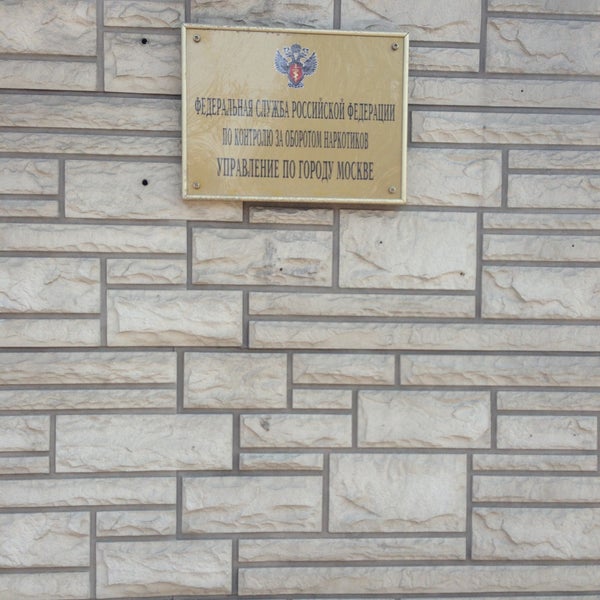 ФЕДЕРАЛЬНАЯ СЛУЖБА РОССИЙСКОЙ ФЕДЕРАЦИИ
ПО КОНТРОЛЮ ЗА ОБОРОТОМ НАРКОТИКОВ
УПРАВЛЕНИЕ ПО ГОРОДУ МОСКВЕ